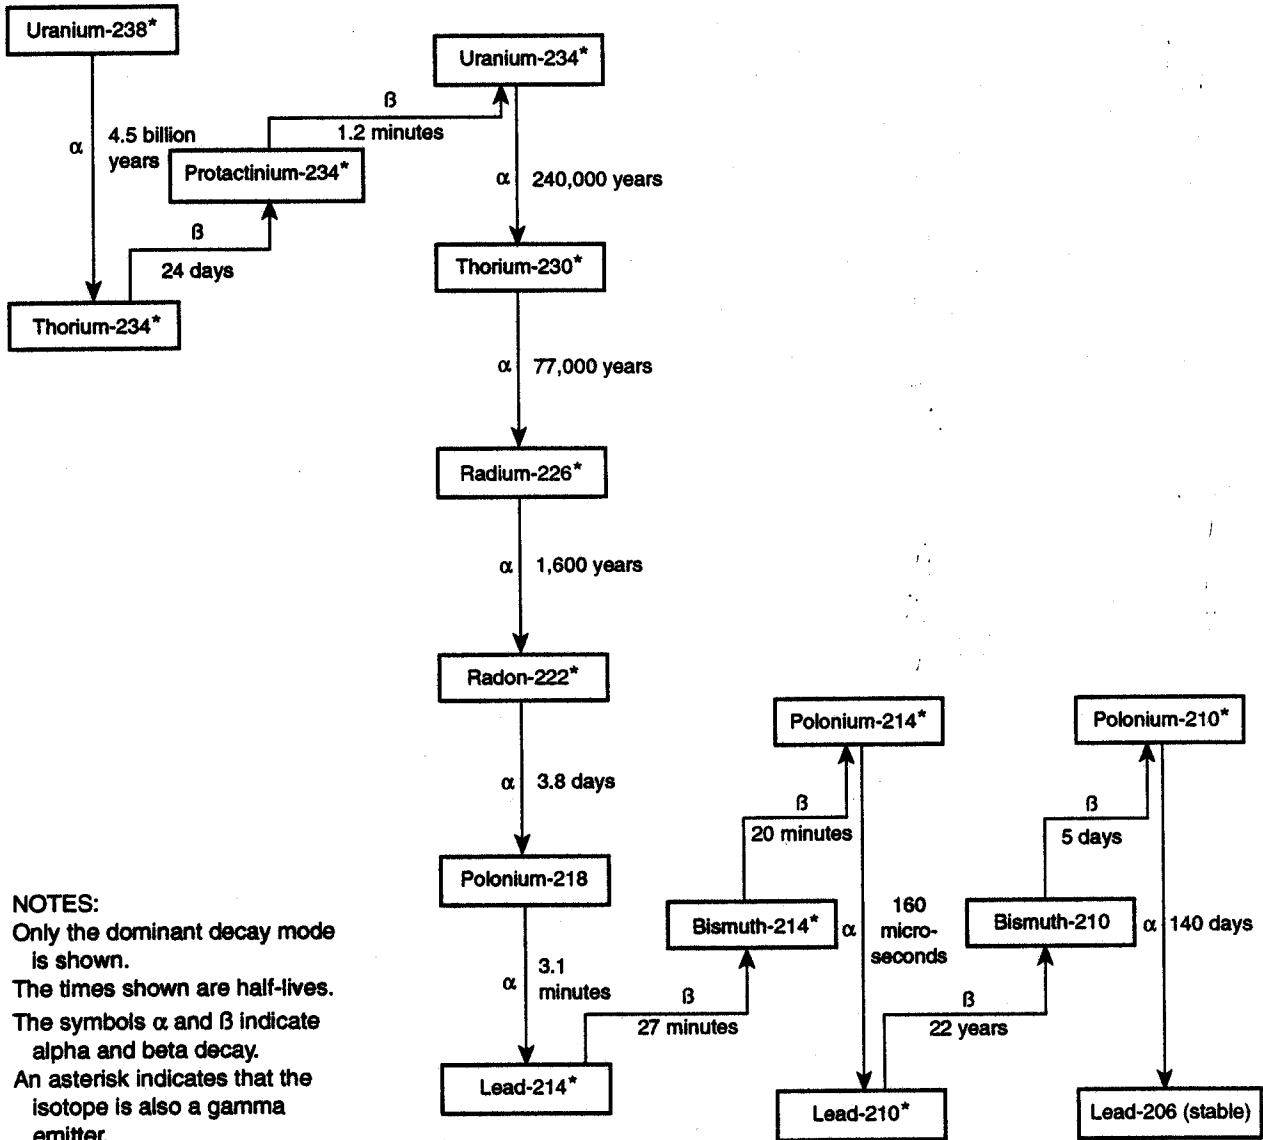 Uranium-238*
α
4.5 billion
years
Thorium-234*
β
24 days
Protactinium-234*
β
1.2 minutes
Uranium-234*
α
240,000 years
Thorium-230*
α
77,000 years
Radium-226*
α
1,600 years
Radon-222*
α
3.8 days
Polonium-218
α
3.1
minutes
Lead-214*
β
27 minutes
Bismuth-214*
β
20 minutes
Polonium-214*
α
160
micro-
seconds
Lead-210*
β
22 years
Bismuth-210
β
5 days
Polonium-210*
α
140 days
Lead-206 (stable)
NOTES:
Only the dominant decay mode
is shown.
The times shown are half-lives.
The symbols α and β indicate
alpha and beta decay.
An asterisk indicates that the
isotope is also a gamma
emitter.